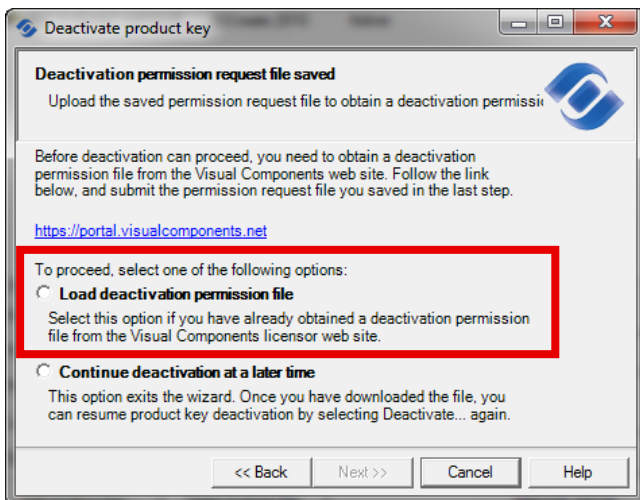 Deactivate product key
Deactivation permission request file saved
Upload the saved permission request file to obtain a deactivation permissi
Before deactivation can proceed, you need to obtain a deactivation
permission file from the Visual Components web site. Follow the link
below, and submit the permission request file you saved in the last step.
https://portal.visualcomponents.net
To proceed, select one of the following options:
Load deactivation permission file
Select this option if you have already obtained a deactivation permission
file from the Visual Components licensor web site.
Continue deactivation at a later time
This option exits the wizard. Once you have downloaded the file, you
can resume product key deactivation by selecting Deactivate... again.
<< Back Next >> Cancel Help